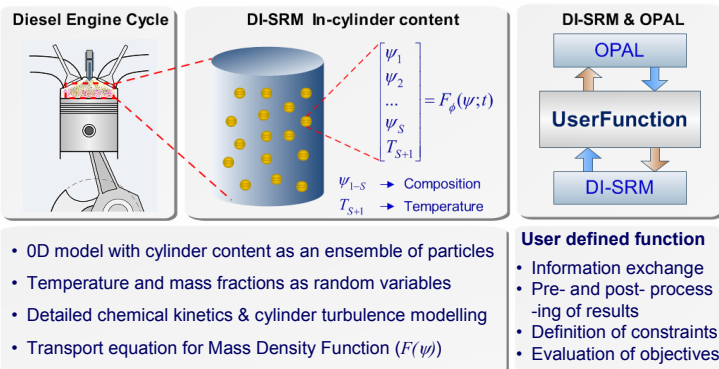 Diesel Engine Cycle
DI-SRM In-cylinder content
ψ1
ψ2
...
ψS
TS+1
= Fϕ(ψ;t)
ψ1–S → Composition
TS+1 → Temperature
DI-SRM & OPAL
OPAL
UserFunction
DI-SRM
• 0D model with cylinder content as an ensemble of particles
• Temperature and mass fractions as random variables
• Detailed chemical kinetics & cylinder turbulence modelling
• Transport equation for Mass Density Function (F(ψ))
User defined function
• Information exchange
• Pre- and post- process
-ing of results
• Definition of constraints
• Evaluation of objectives